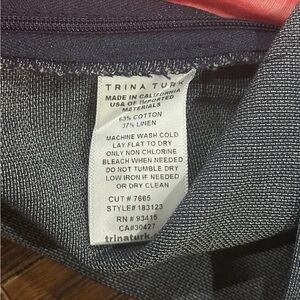 TRINA TURK
MADE IN CALIFORNIA
USA OF IMPORTED
MATERIALS
63% COTTON
37% LINEN
MACHINE WASH COLD
LAY FLAT TO DRY
ONLY NON CHLORINE
BLEACH WHEN NEEDED
DO NOT TUMBLE DRY
LOW IRON IF NEEDED
OR DRY CLEAN
CUT # 7665
STYLE# 183123
RN # 93415
CA#30427
trinaturk.